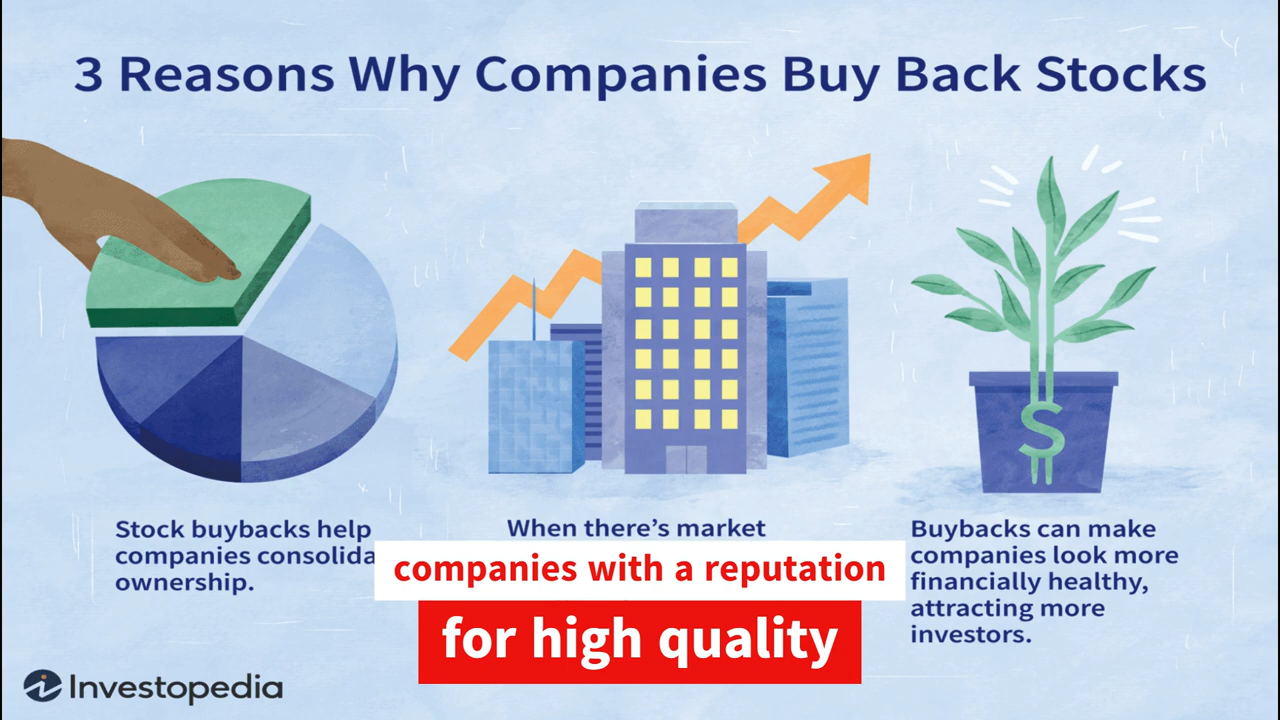 3 Reasons Why Companies Buy Back Stocks
$
Stock buybacks help
companies consolida
ownership.
When there’s market
companies with a reputation
for high quality
Buybacks can make
companies look more
financially healthy,
attracting more
investors.
Investopedia